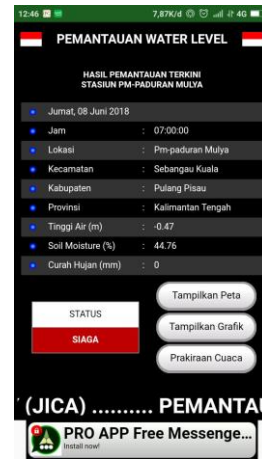 12:46 7,87K/d 4G
PEMANTAUAN WATER LEVEL
HASIL PEMANTAUAN TERKINI
STASIUN PM-PADURAN MULYA
Jumat, 08 Juni 2018
Jam : 07:00:00
Lokasi : Pm-paduran Mulya
Kecamatan : Sebangau Kuala
Kabupaten : Pulang Pisau
Provinsi : Kalimantan Tengah
Tinggi Air (m) : -0.47
Soil Moisture (%) : 44.76
Curah Hujan (mm) : 0
STATUS
SIAGA
Tampilkan Peta
Tampilkan Grafik
Prakiraan Cuaca
(JICA) .......... PEMANTAU
PRO APP Free Messenge...
Install now!